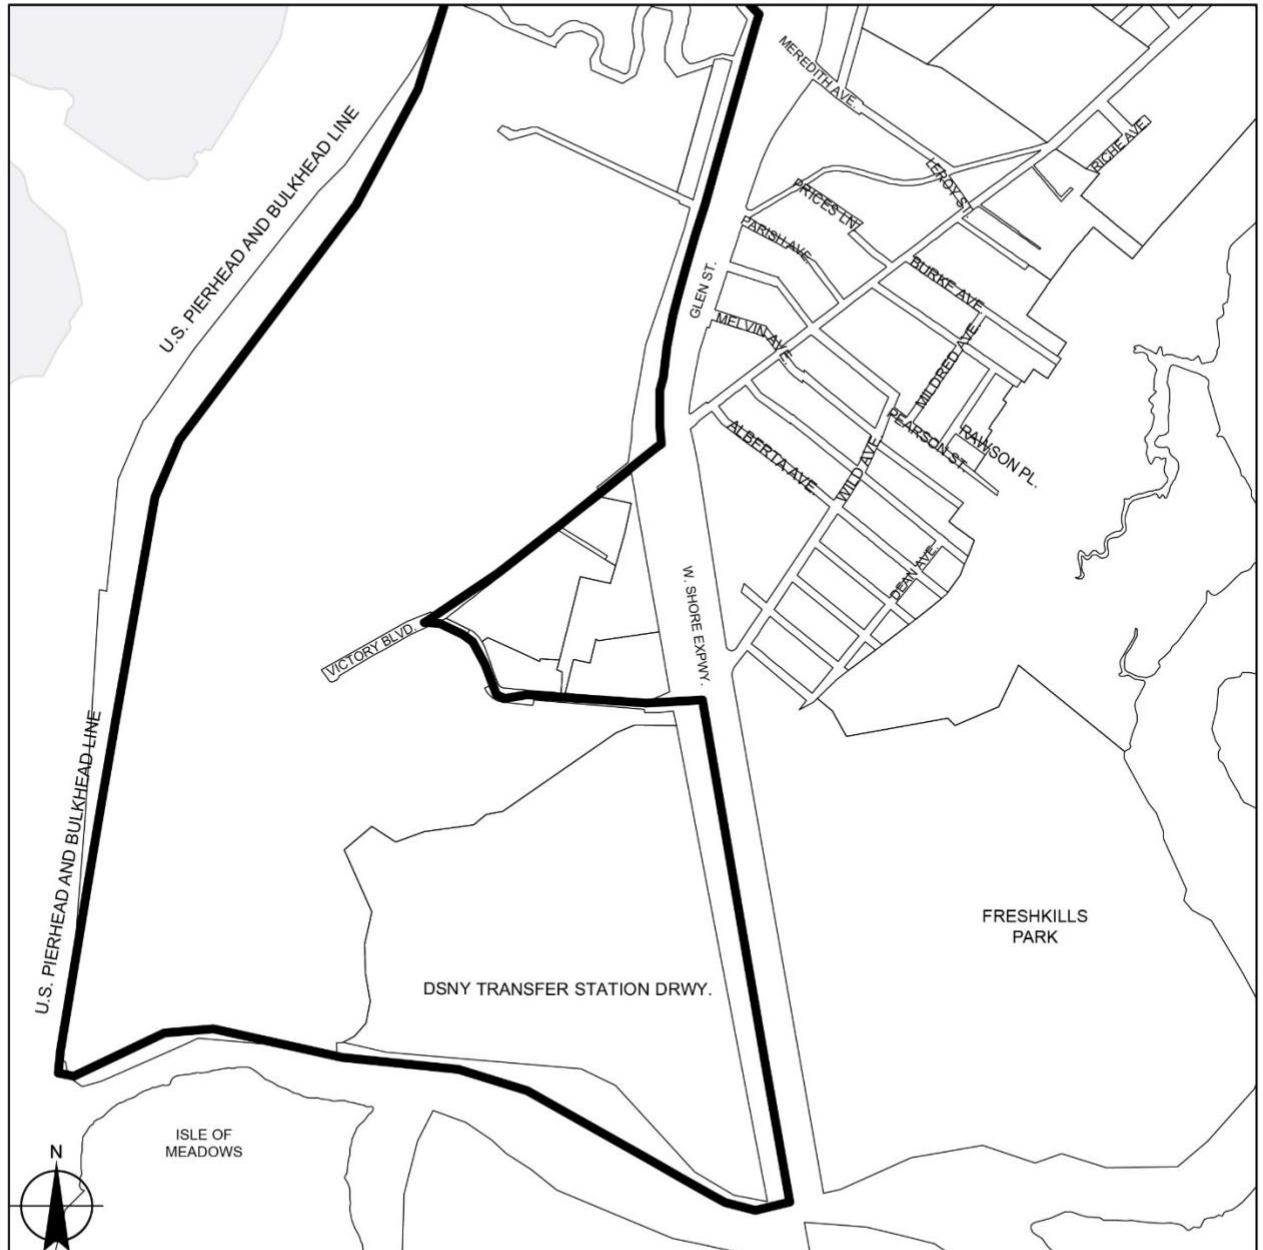 MEREDITH AVE.
U.S. PIERHEAD AND BULKHEAD LINE
RICHE AVE.
LEROY ST.
PRICES LN.
PARISH AVE.
GLEN ST.
BURKE AVE.
MELVIN AVE.
MILDRED AVE.
ALBERTA AVE.
PEARSON ST.
RAWSON PL.
WILD AVE.
DEAN AVE.
W. SHORE EXPWY.
VICTORY BLVD.
U.S. PIERHEAD AND BULKHEAD LINE
FRESHKILLS
PARK
DSNY TRANSFER STATION DRWY.
ISLE OF
MEADOWS
N